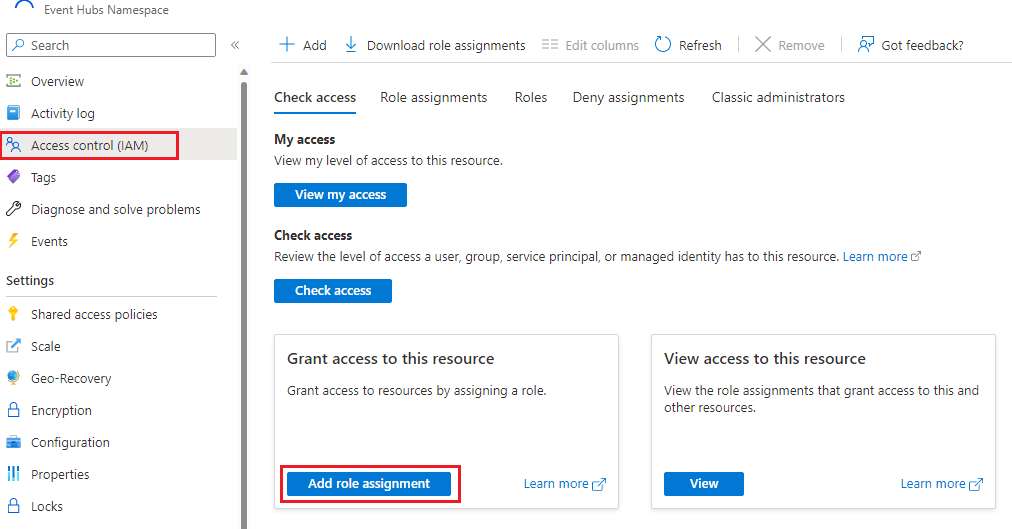 Event Hubs Namespace
Search
«
Overview
Activity log
Access control (IAM)
Tags
Diagnose and solve problems
Events
Settings
Shared access policies
Scale
Geo-Recovery
Encryption
Configuration
Properties
Locks
Add Download role assignments Edit columns Refresh Remove Got feedback?
Check access Role assignments Roles Deny assignments Classic administrators
My access
View my level of access to this resource.
View my access
Check access
Review the level of access a user, group, service principal, or managed identity has to this resource. Learn more
Check access
Grant access to this resource
Grant access to resources by assigning a role.
Add role assignment Learn more
View access to this resource
View the role assignments that grant access to this and
other resources.
View Learn more